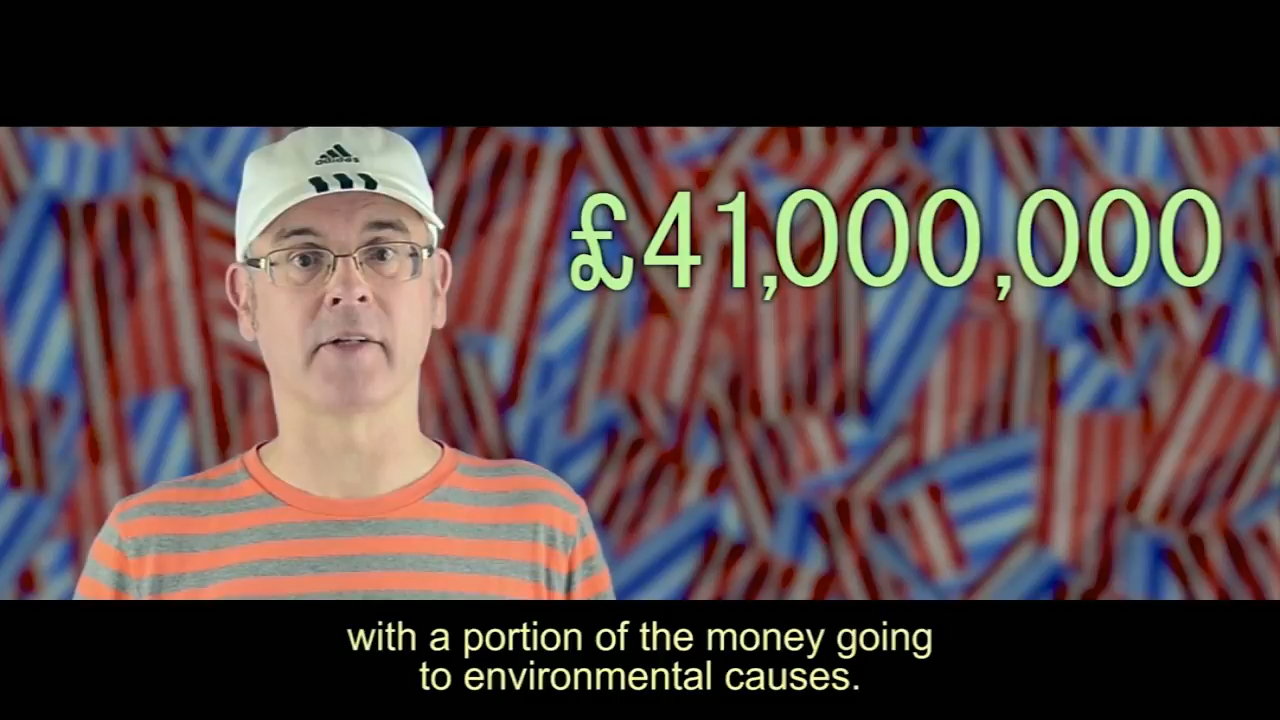 adidas
£41,000,000
with a portion of the money going
to environmental causes.